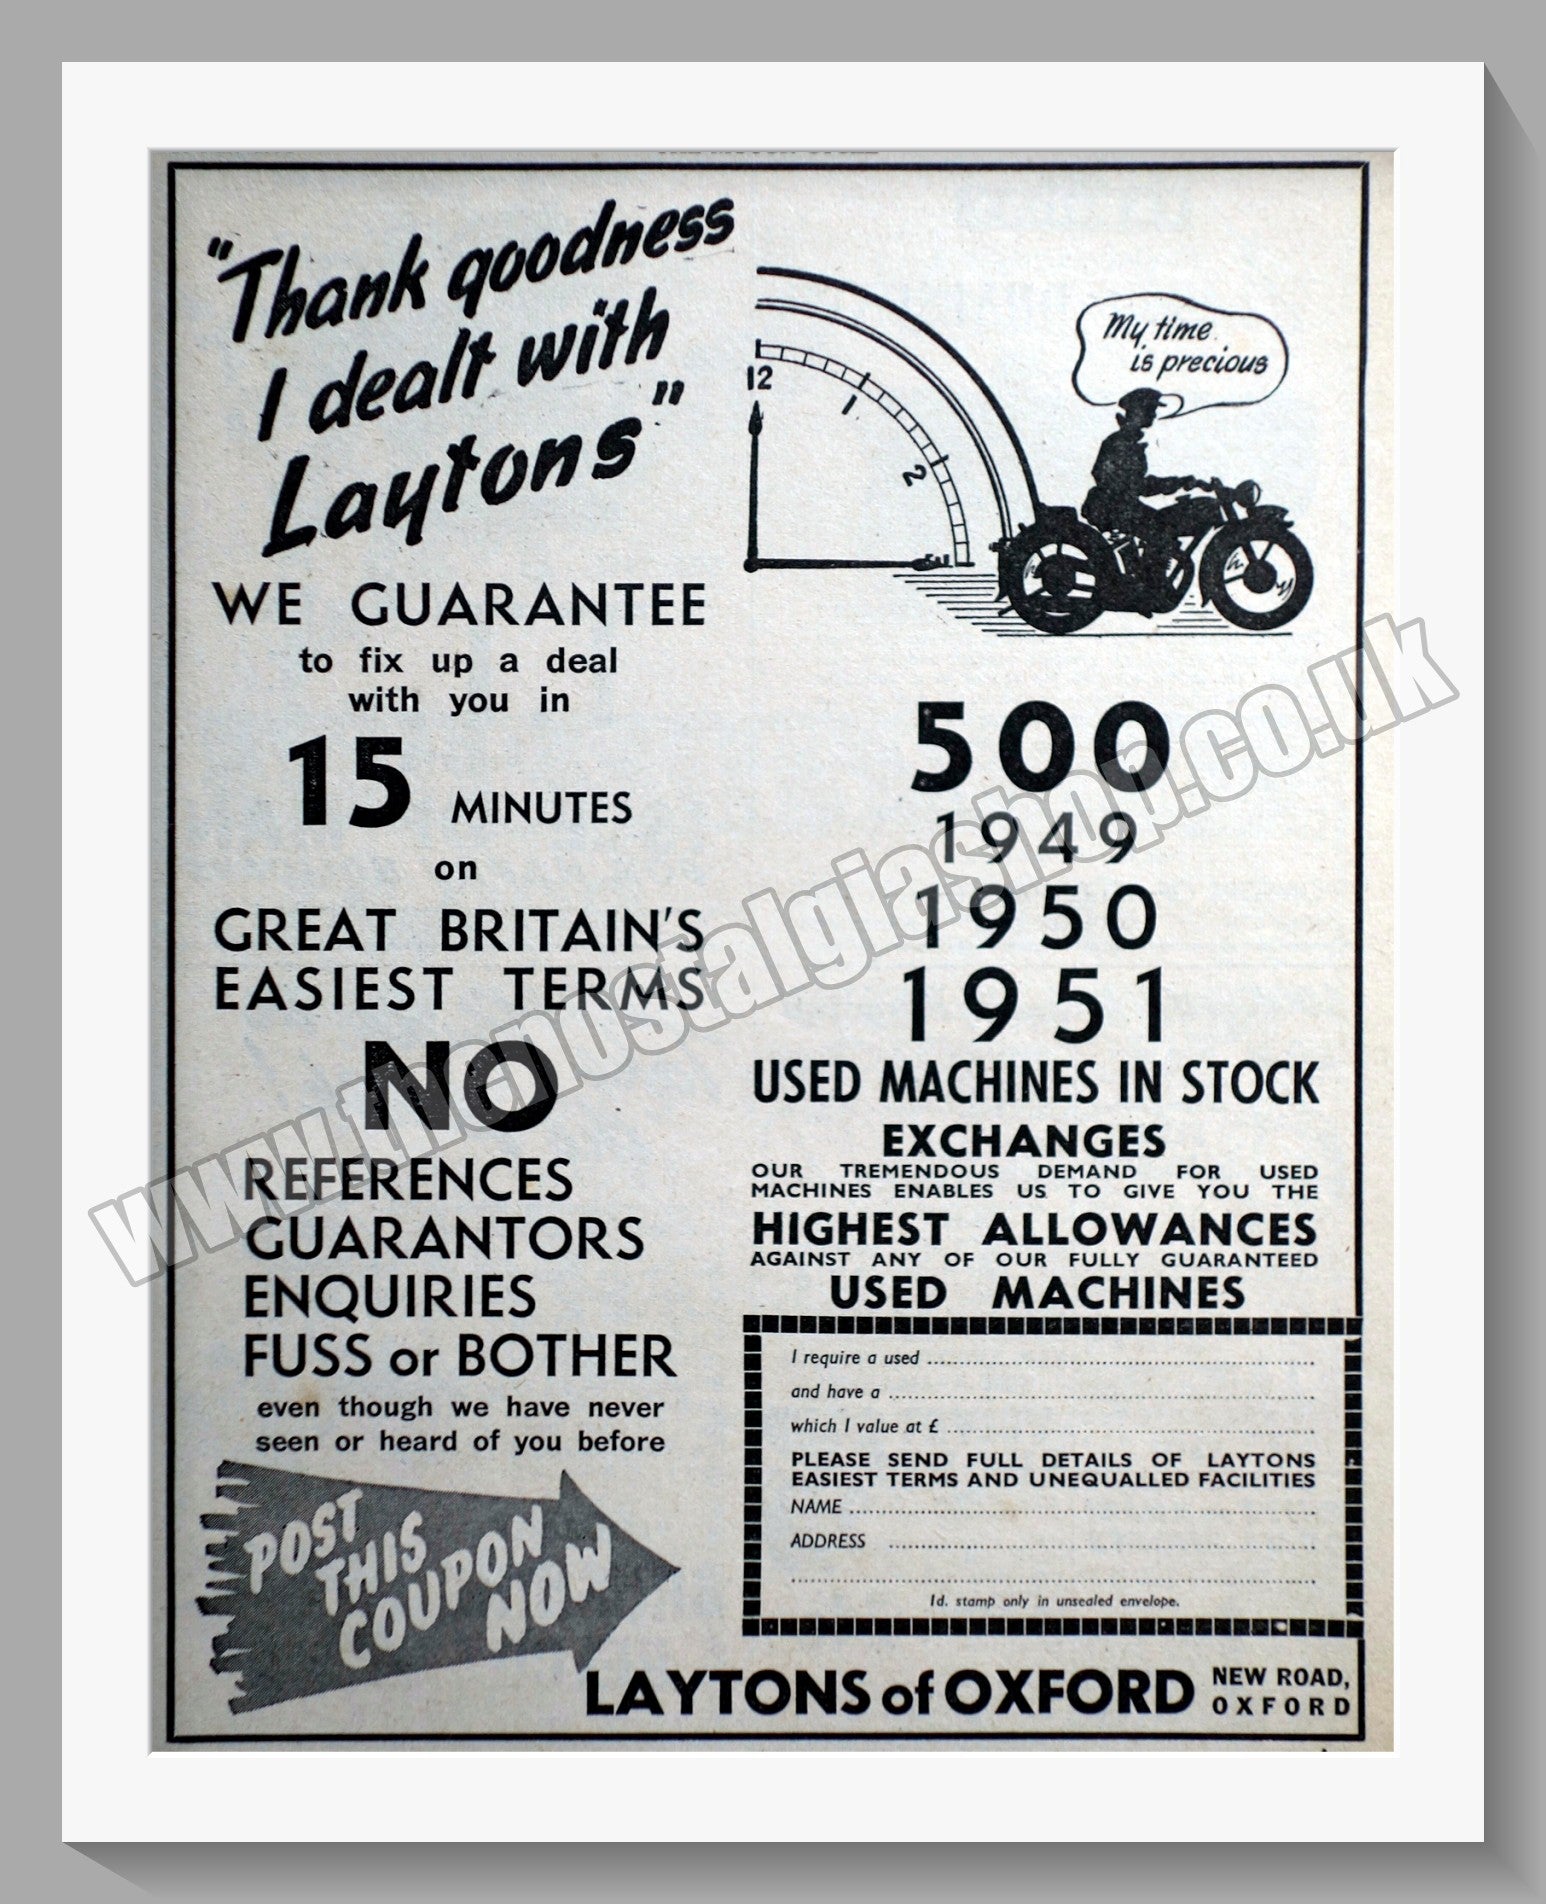 "Thank goodness
I dealt with
Laytons"
WE GUARANTEE
to fix up a deal
with you in
15 MINUTES
on
GREAT BRITAIN'S
EASIEST TERMS
NO
REFERENCES
GUARANTORS
ENQUIRIES
FUSS or BOTHER
even though we have never
seen or heard of you before
POST
THIS
COUPON
NOW
12
1
2
My time
is precious
500
1949
1950
1951
USED MACHINES IN STOCK
EXCHANGES
OUR TREMENDOUS DEMAND FOR USED
MACHINES ENABLES US TO GIVE YOU THE
HIGHEST ALLOWANCES
AGAINST ANY OF OUR FULLY GUARANTEED
USED MACHINES
I require a used
and have a
which I value at £
PLEASE SEND FULL DETAILS OF LAYTONS
EASIEST TERMS AND UNEQUALLED FACILITIES
NAME
ADDRESS
1d. stamp only in unsealed envelope.
LAYTONS of OXFORD NEW ROAD,
OXFORD
www.thenostalgiashop.co.uk